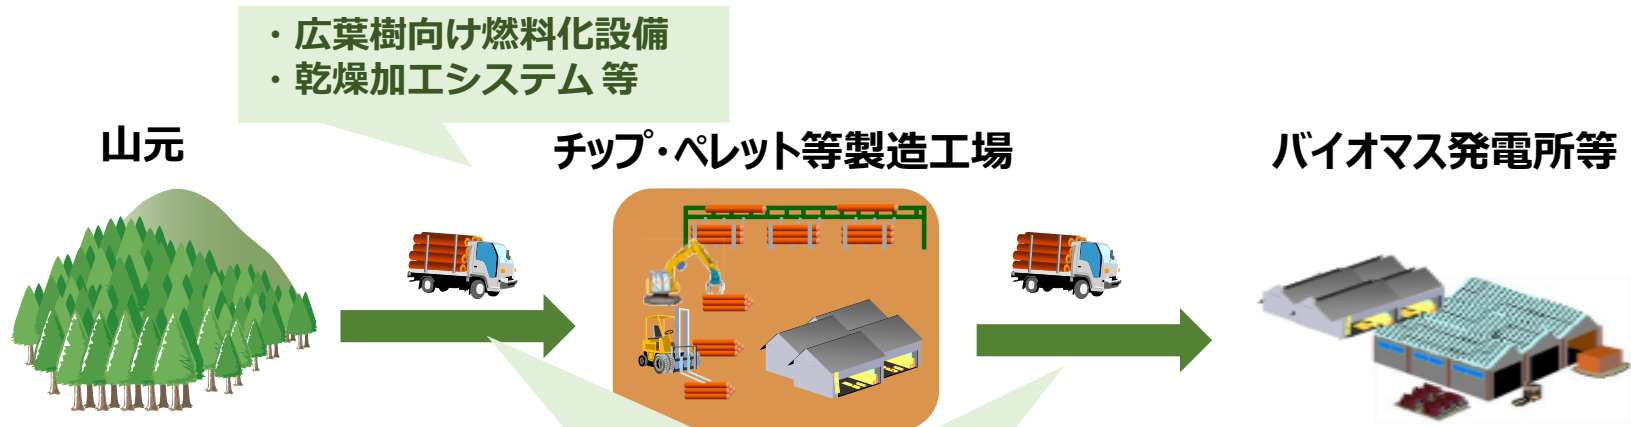 ・広葉樹向け燃料化設備
・乾燥加工システム 等
山元
チップ・ペレット等製造工場
バイオマス発電所等